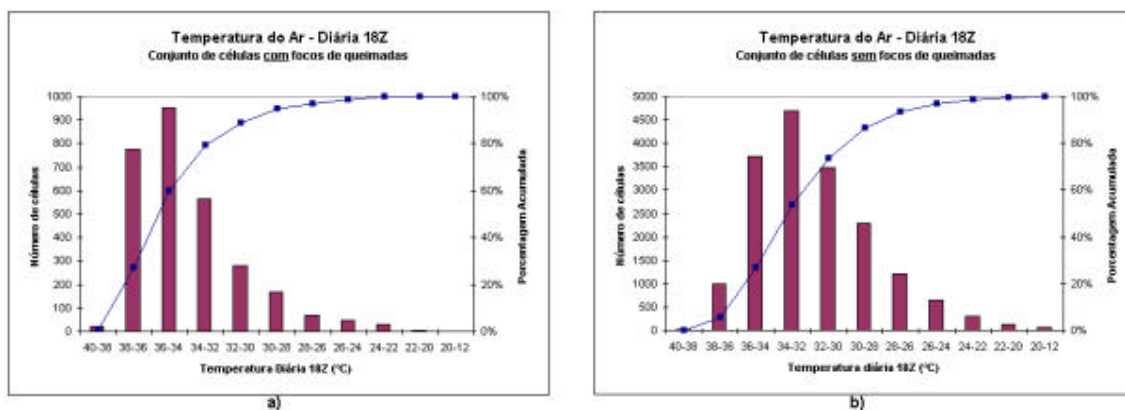 Temperatura do Ar - Diária 18Z
Conjunto de células com focos de queimadas
Número de células
1000
900
800
700
600
500
400
300
200
100
0
100%
80%
60%
40%
20%
0%
Porcentagem Acumulada
40-38 38-36 36-34 34-32 32-30 30-28 28-26 26-24 24-22 22-20 20-12
Temperatura Diária 18Z (ºC)
a)
Temperatura do Ar - Diária 18Z
Conjunto de células sem focos de queimadas
Número de células
5000
4500
4000
3500
3000
2500
2000
1500
1000
500
0
100%
80%
60%
40%
20%
0%
Porcentagem Acumulada
40-38 38-36 36-34 34-32 32-30 30-28 28-26 26-24 24-22 22-20 20-12
Temperatura diária 18Z (ºC)
b)